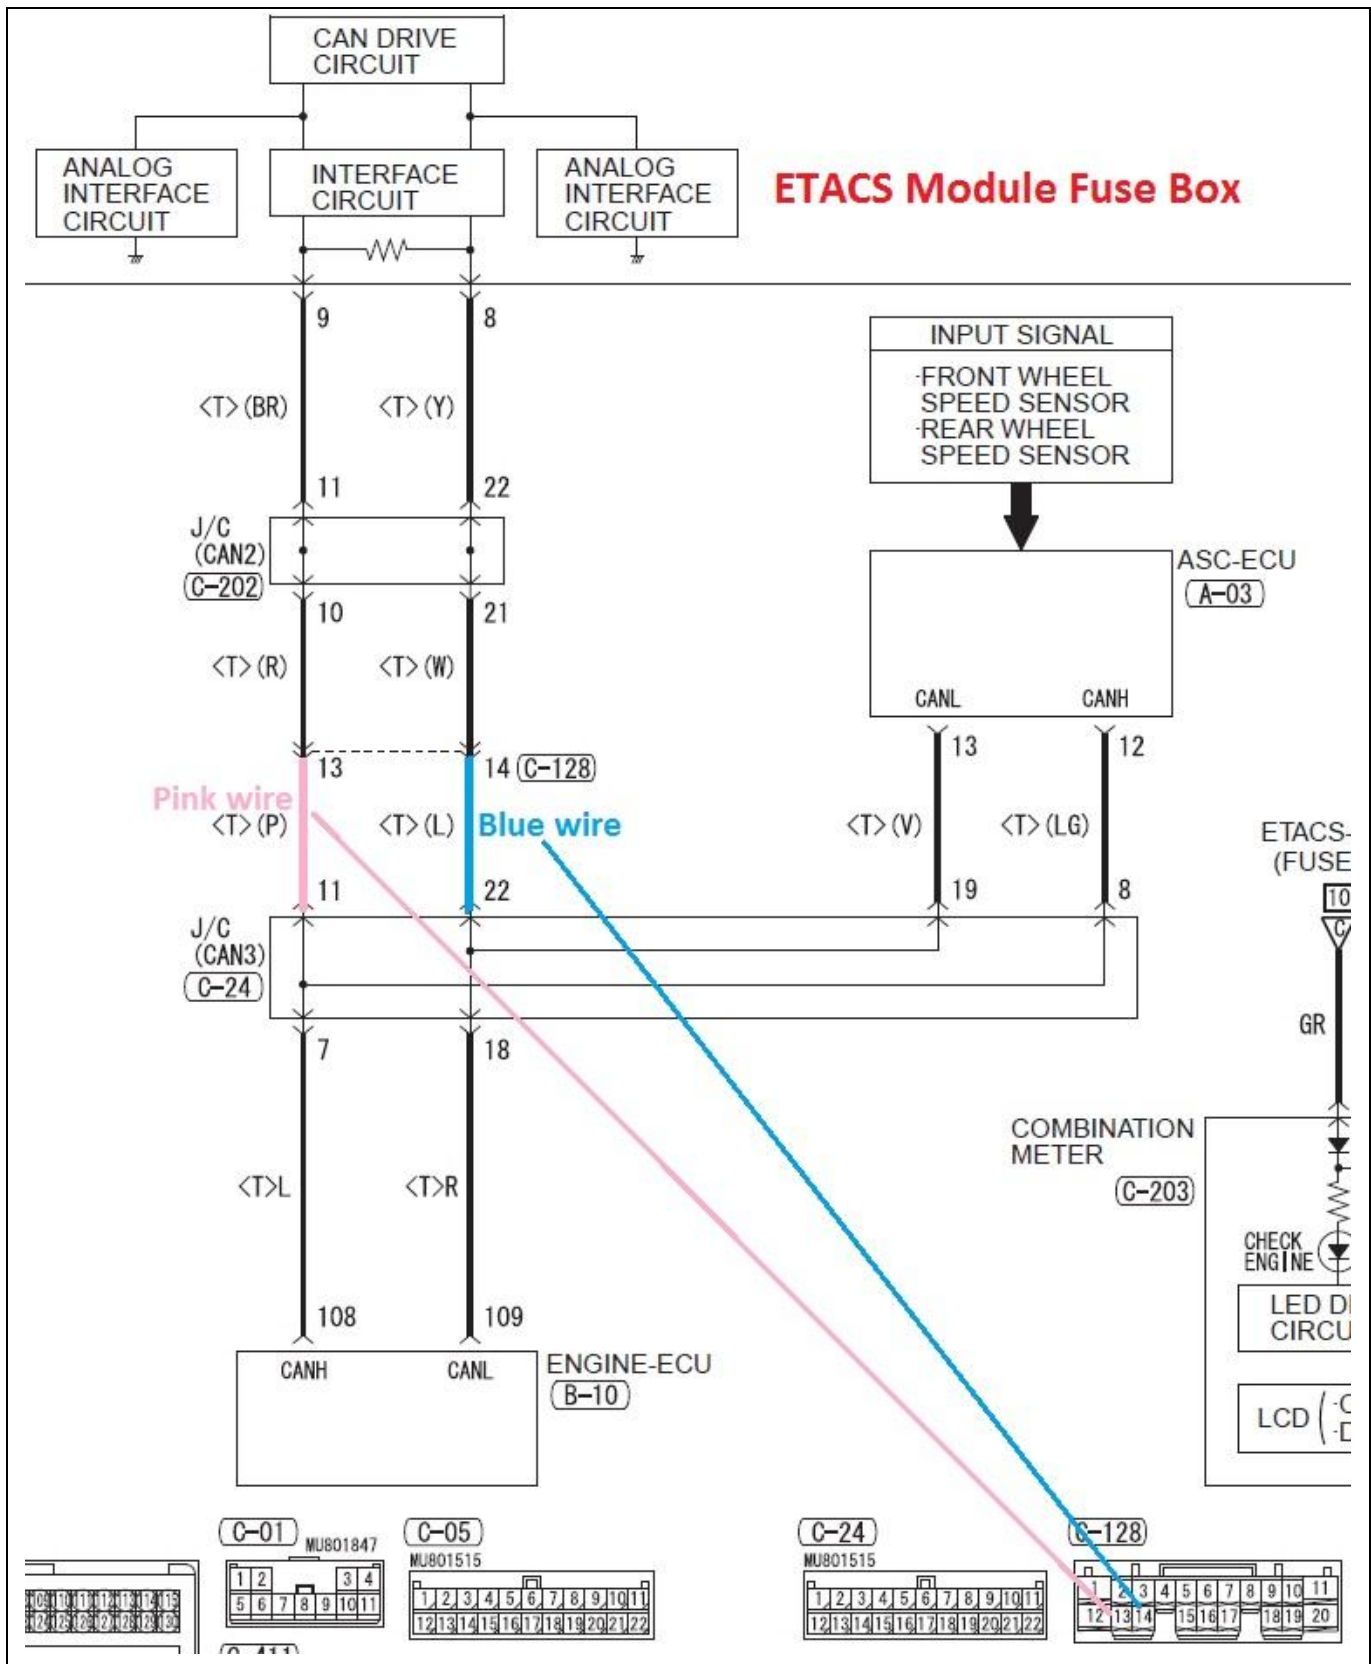 CAN DRIVE
CIRCUIT
ANALOG
INTERFACE
CIRCUIT
INTERFACE
CIRCUIT
ANALOG
INTERFACE
CIRCUIT
ETACS Module Fuse Box
9
8
INPUT SIGNAL
·FRONT WHEEL
SPEED SENSOR
·REAR WHEEL
SPEED SENSOR
<T>(BR)
<T>(Y)
11
22
J/C
(CAN2)
C-202
ASC-ECU
A-03
10
21
<T>(R)
<T>(W)
CANL
CANH
13
14
C-128
13
12
Pink wire
<T>(P)
<T>(L)
Blue wire
<T>(V)
<T>(LG)
ETACS-
(FUSE
11
22
19
8
10
C
J/C
(CAN3)
C-24
GR
7
18
COMBINATION
METER
C-203
<T>L
<T>R
CHECK
ENGINE
108
109
LED D
CIRCU
CANH
CANL
ENGINE-ECU
B-10
LCD
C-01
MU801847
1 2 3 4
5 6 7 8 9 10 11
C-05
MU801515
1 2 3 4 5 6 7 8 9 10 11
12 13 14 15 16 17 18 19 20 21 22
C-24
MU801515
1 2 3 4 5 6 7 8 9 10 11
12 13 14 15 16 17 18 19 20 21 22
C-128
1 2 3 4 5 6 7 8 9 10 11
12 13 14 15 16 17 18 19 20